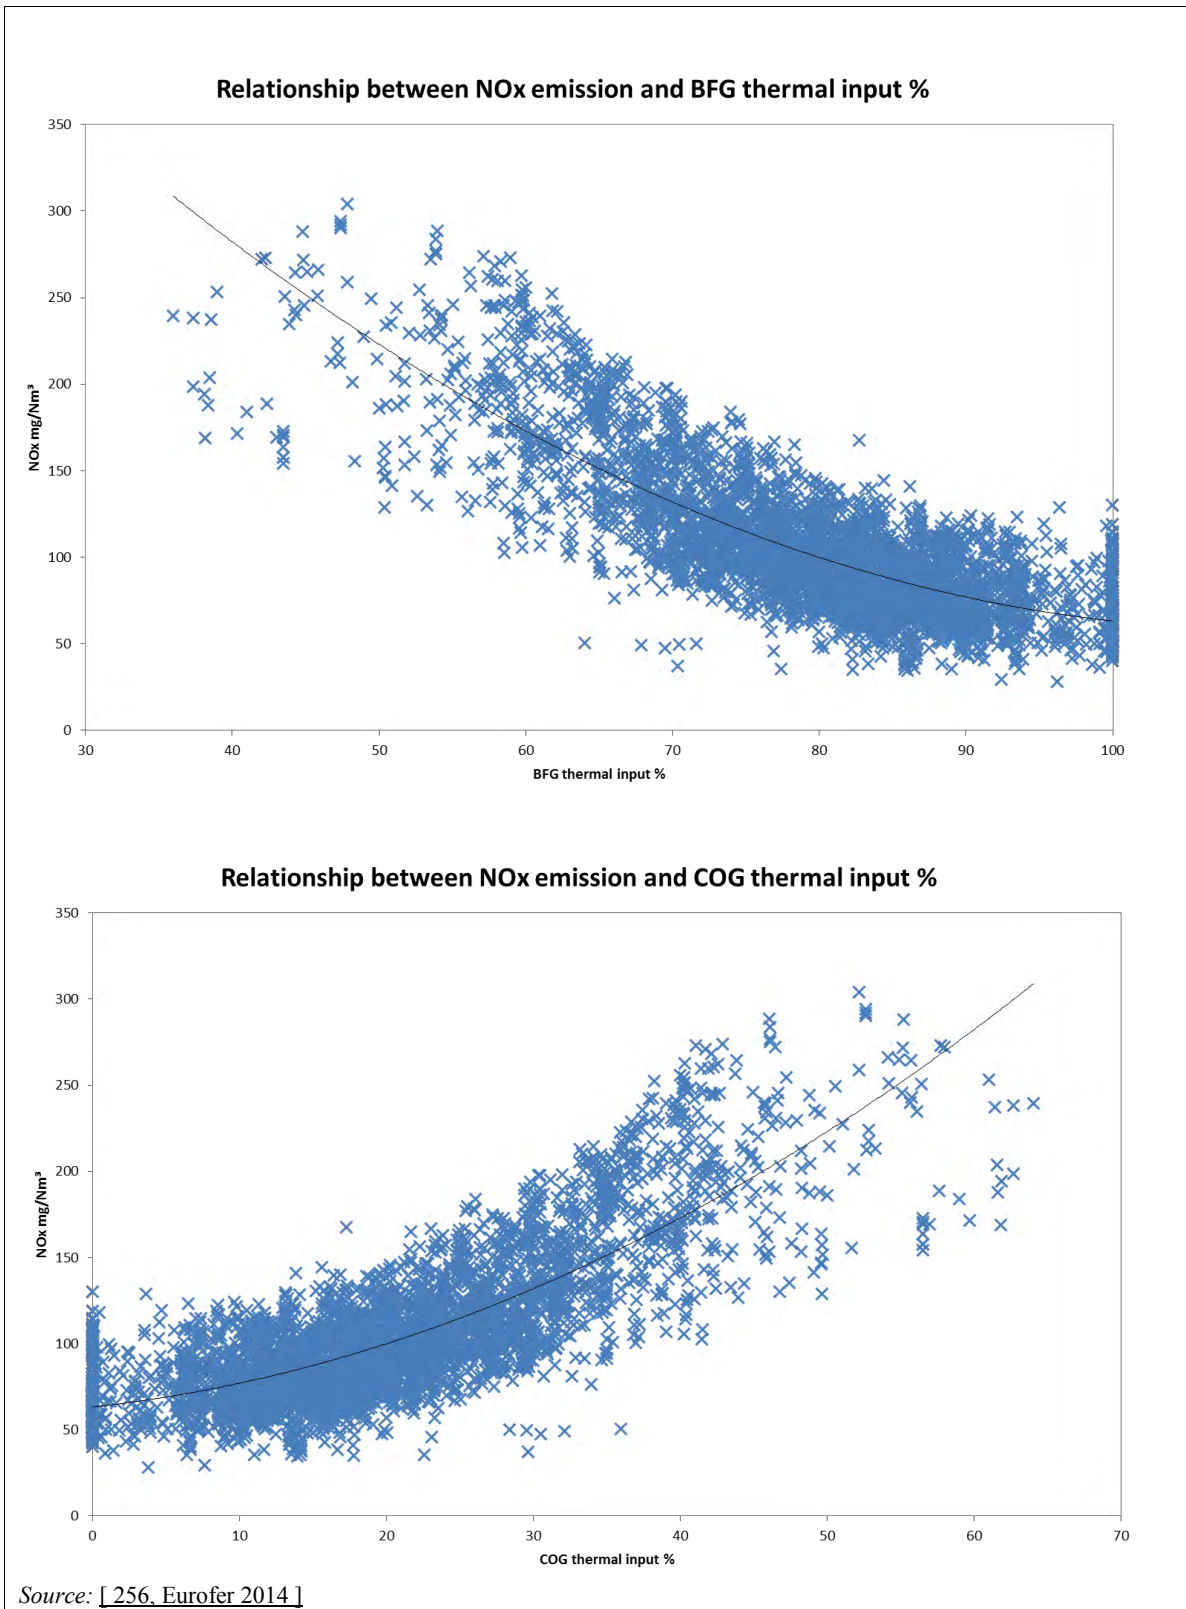 Relationship between NOx emission and BFG thermal input %
350
300
250
200
150
100
50
0
NOx mg/Nm³
30 40 50 60 70 80 90 100
BFG thermal input %
Relationship between NOx emission and COG thermal input %
350
300
250
200
150
100
50
0
NOx mg/Nm³
0 10 20 30 40 50 60 70
COG thermal input %
Source: [ 256, Eurofer 2014 ]